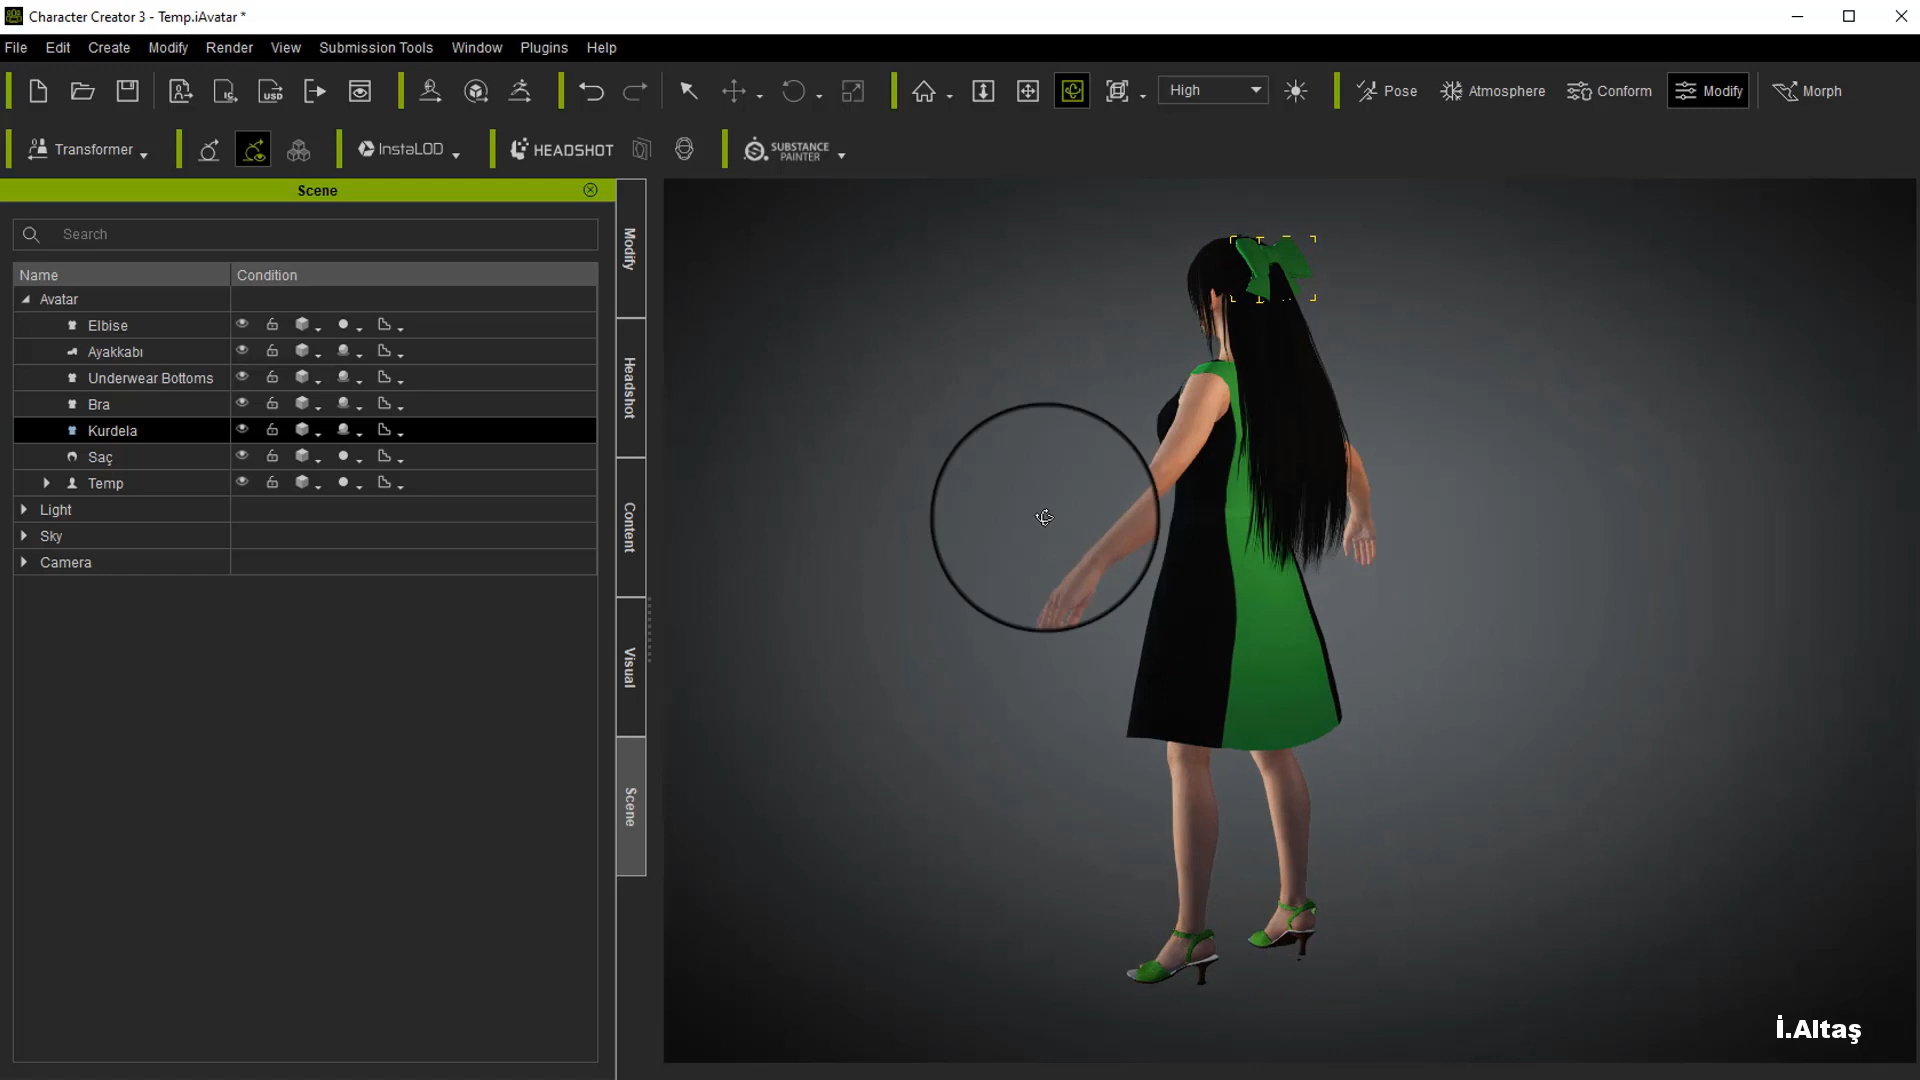 Character Creator 3 - Temp.iAvatar *
File Edit Create Modify Render View Submission Tools Window Plugins Help
IC USD High Pose Atmosphere Conform Modify Morph
Transformer InstaLOD HEADSHOT SUBSTANCE PAINTER
Scene
Search
Name Condition
Avatar
Elbise
Ayakkabı
Underwear Bottoms
Bra
Kurdela
Saç
Temp
Light
Sky
Camera
Modify
Headshot
Content
Visual
Scene
İ.Altaş